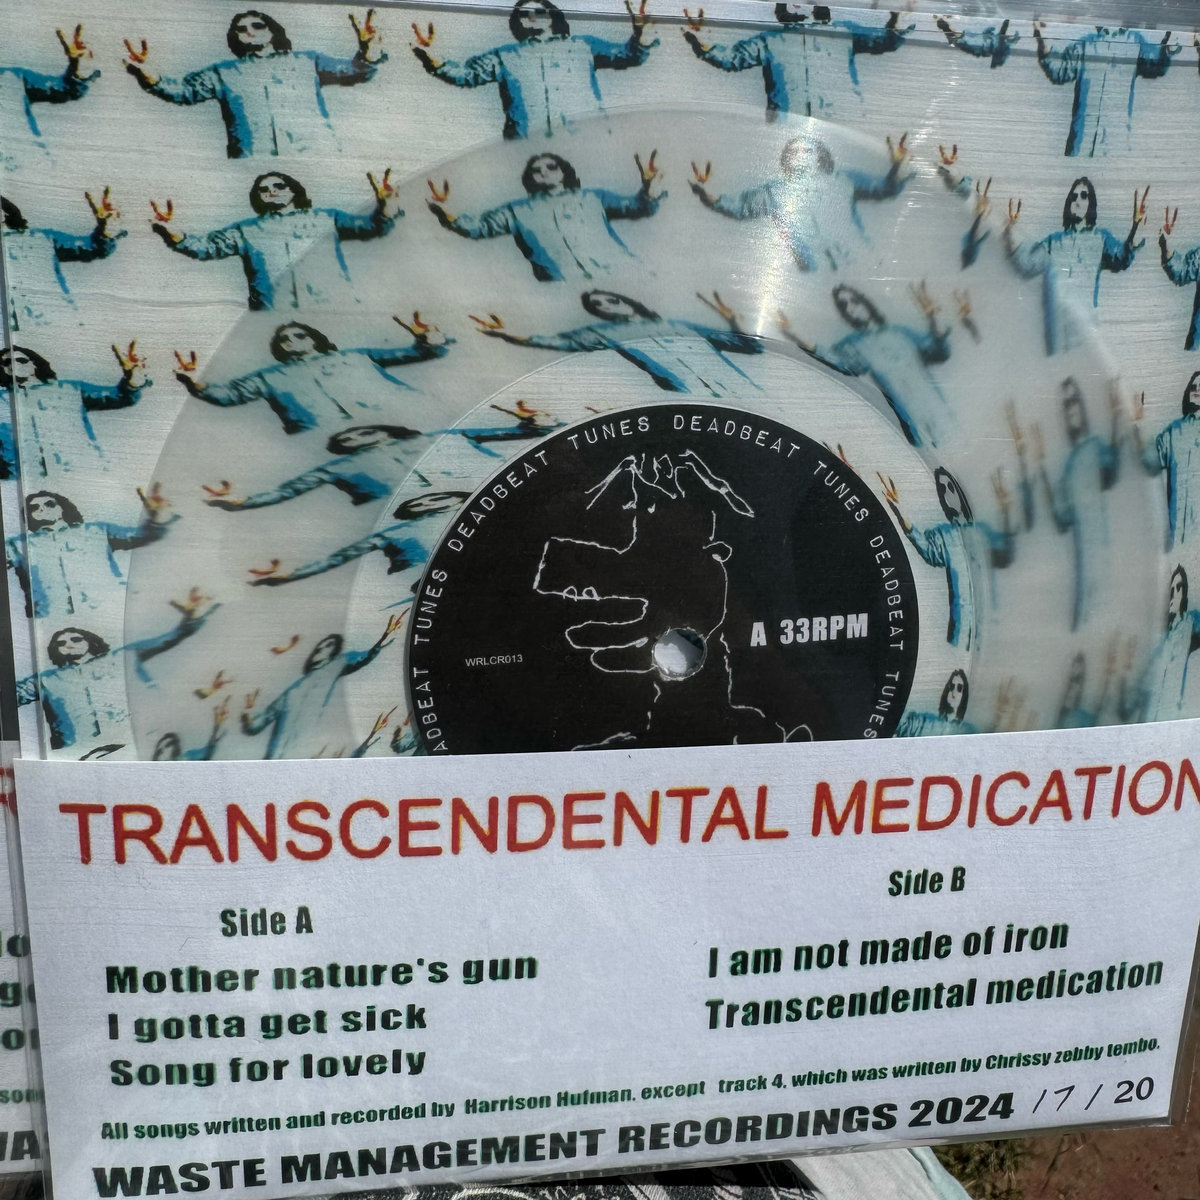 DEADBEAT TUNES DEADBEAT TUNES DEADBEAT TUNES DEADBEAT TUNES
WRLCR013
A 33RPM
TRANSCENDENTAL MEDICATION
Side A
Mother nature's gun
I gotta get sick
Song for lovely
Side B
I am not made of iron
Transcendental medication
All songs written and recorded by Harrison Hufman. except track 4, which was written by Chrissy zebby tembo.
WASTE MANAGEMENT RECORDINGS 2024 17 / 20